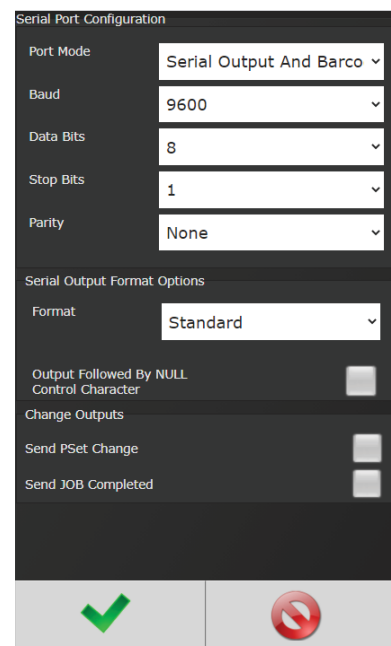 Serial Port Configuration
Port Mode
Serial Output And Barco
Baud
9600
Data Bits
8
Stop Bits
1
Parity
None
Serial Output Format Options
Format
Standard
Output Followed By NULL
Control Character
Change Outputs
Send PSet Change
Send JOB Completed